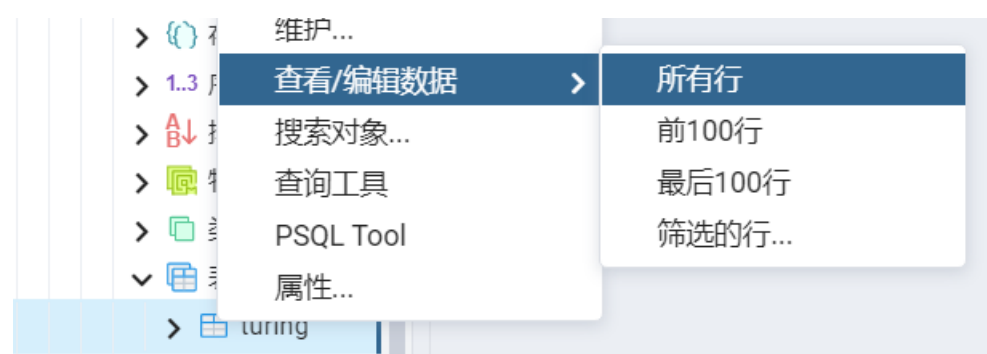 维护...
查看/编辑数据
所有行
1..3
搜索对象...
前100行
查询工具
最后100行
PSQL Tool
筛选的行...
属性...
turing